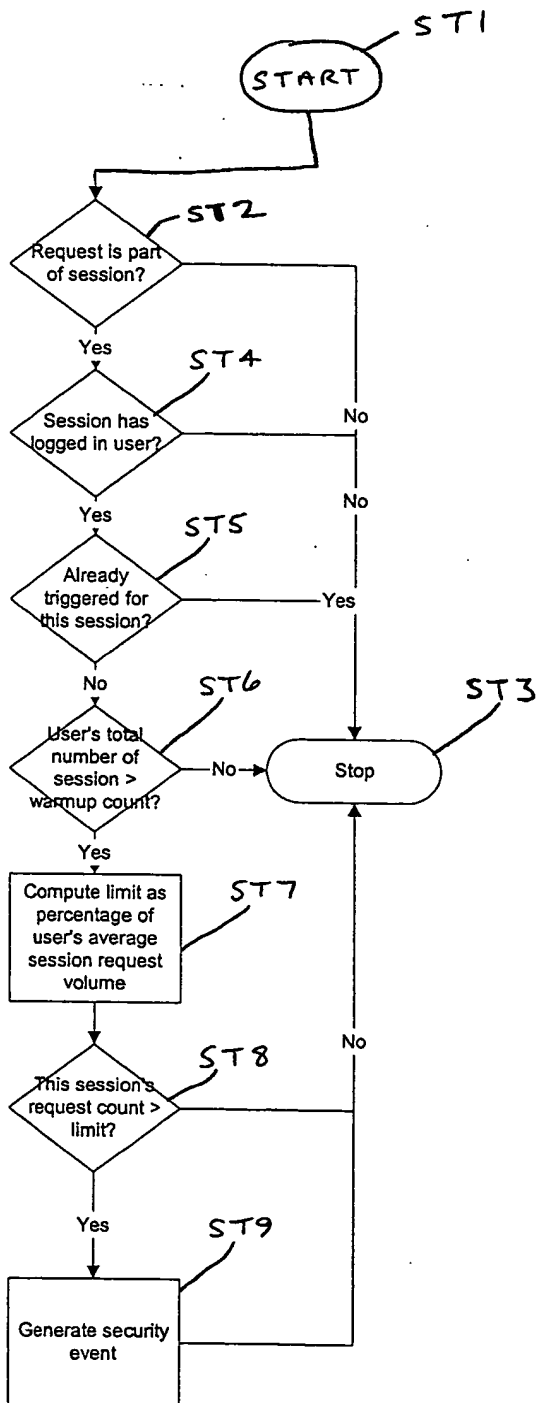 ST1
START
ST2
Request is part
of session?
Yes
No
ST4
Session has
logged in user?
Yes
No
ST5
Already
triggered for
this session?
Yes
No
ST6
User's total
number of
session >
warmup count?
No
ST3
Stop
Yes
ST7
Compute limit as
percentage of
user's average
session request
volume
No
ST8
This session's
request count >
limit?
Yes
ST9
Generate security
event